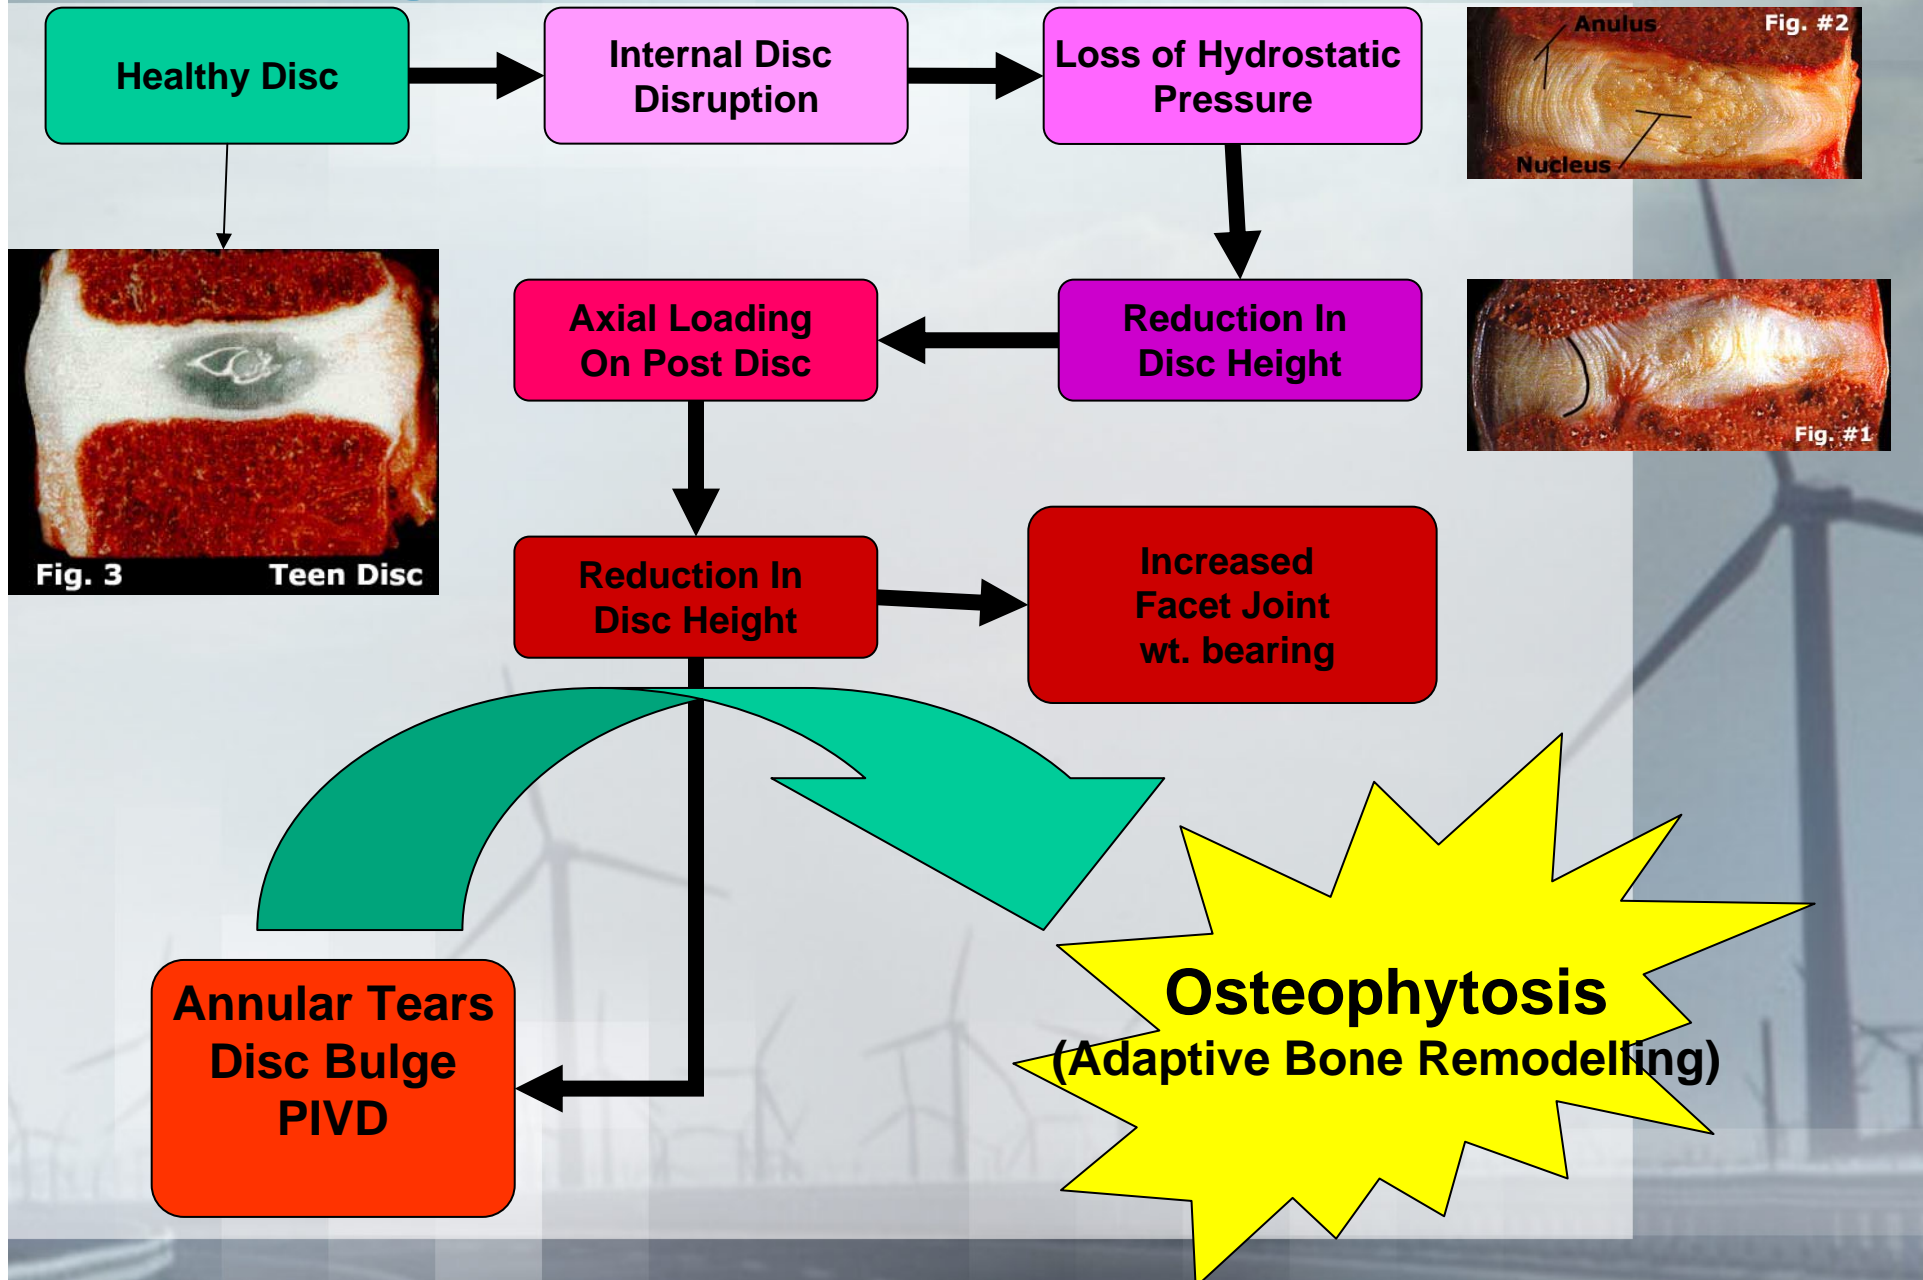 Healthy Disc
Internal Disc
Disruption
Loss of Hydrostatic
Pressure
Anulus
Fig. #2
Nucleus
Axial Loading
On Post Disc
Reduction In
Disc Height
Fig. #1
Fig. 3
Teen Disc
Reduction In
Disc Height
Increased
Facet Joint
wt. bearing
Annular Tears
Disc Bulge
PIVD
Osteophytosis
(Adaptive Bone Remodelling)